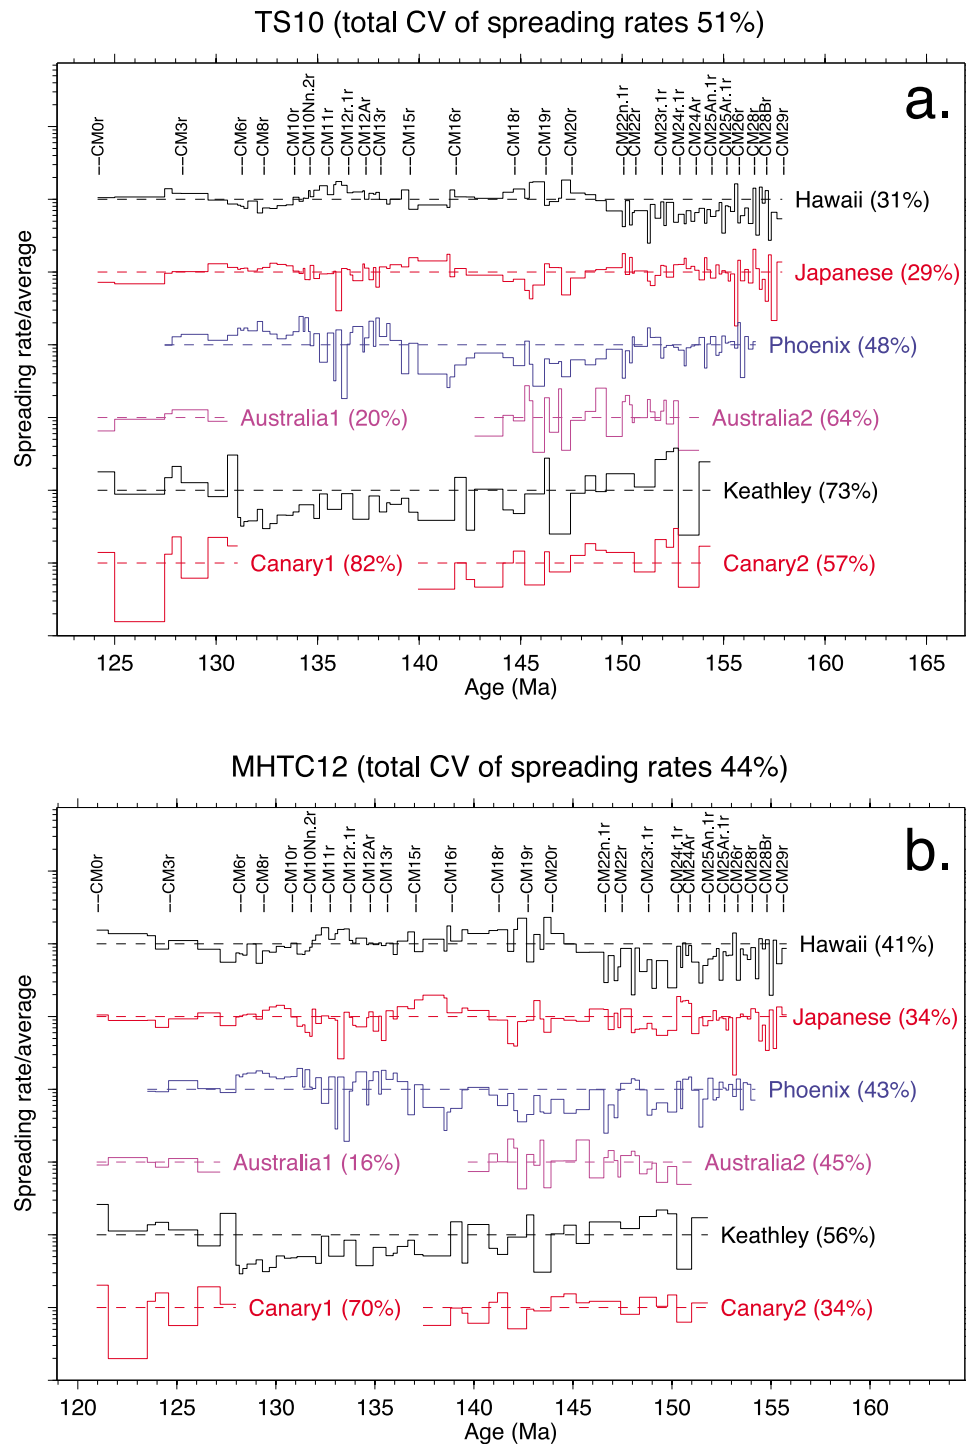 TS10 (total CV of spreading rates 51%)
a.
CM0r
CM3r
CM6r
CM8r
CM10r
CM10Nn.2r
CM11r
CM12r.1r
CM12Ar
CM13r
CM15r
CM16r
CM18r
CM19r
CM20r
CM22n.1r
CM22r
CM23r.1r
CM24r.1r
CM24Ar
CM25An.1r
CM25Ar.1r
CM26r
CM28r
CM28Br
CM29r
Hawaii (31%)
Japanese (29%)
Phoenix (48%)
Australia1 (20%)
Australia2 (64%)
Keathley (73%)
Canary1 (82%)
Canary2 (57%)
Spreading rate/average
125 130 135 140 145 150 155 160 165
Age (Ma)
MHTC12 (total CV of spreading rates 44%)
b.
CM0r
CM3r
CM6r
CM8r
CM10r
CM10Nn.2r
CM11r
CM12r.1r
CM12Ar
CM13r
CM15r
CM16r
CM18r
CM19r
CM20r
CM22n.1r
CM22r
CM23r.1r
CM24r.1r
CM24Ar
CM25An.1r
CM25Ar.1r
CM26r
CM28r
CM28Br
CM29r
Hawaii (41%)
Japanese (34%)
Phoenix (43%)
Australia1 (16%)
Australia2 (45%)
Keathley (56%)
Canary1 (70%)
Canary2 (34%)
Spreading rate/average
120 125 130 135 140 145 150 155 160
Age (Ma)